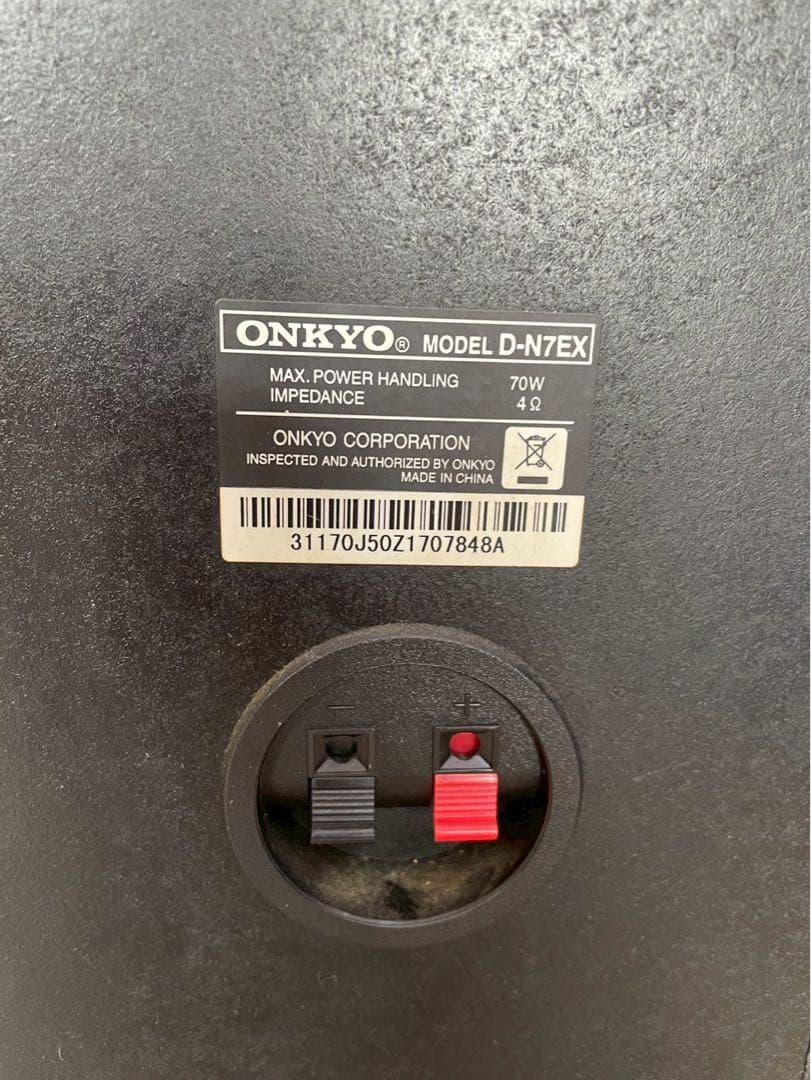 ONKYO® MODEL D-N7EX
MAX. POWER HANDLING 70W
IMPEDANCE 4Ω
ONKYO CORPORATION
INSPECTED AND AUTHORIZED BY ONKYO
MADE IN CHINA
31170J50Z1707848A
− +